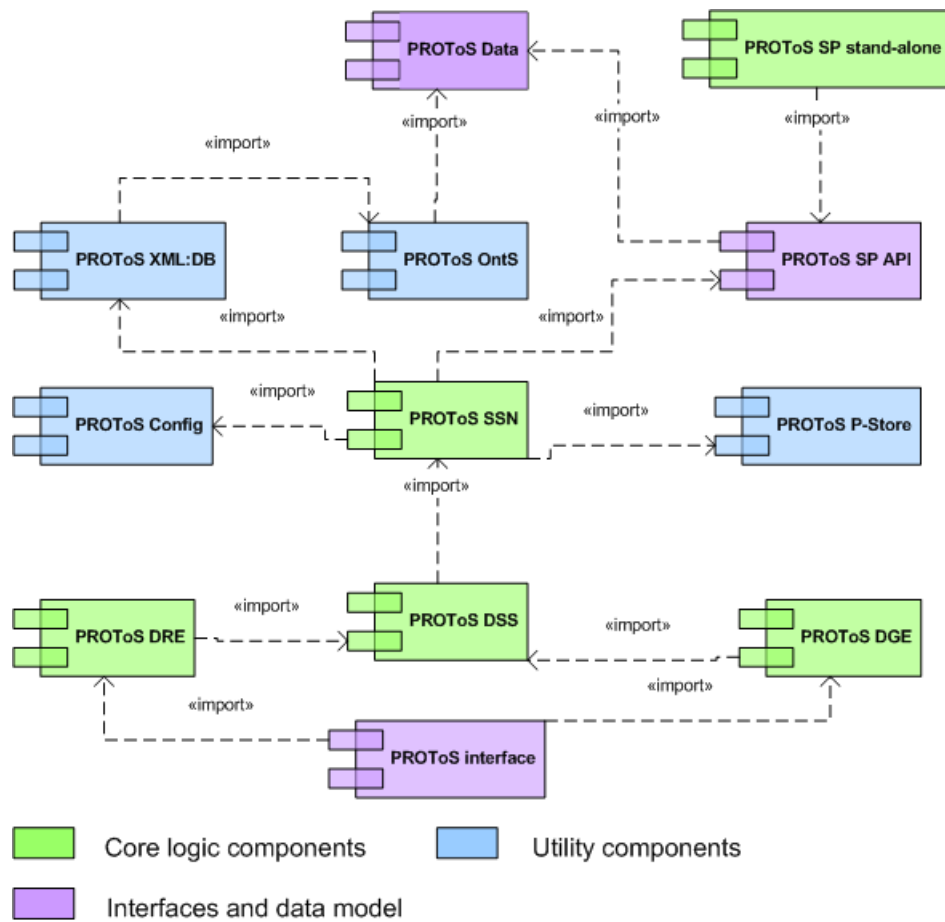 PROToS Data
PROToS SP stand-alone
«import»
«import»
«import»
«import»
PROToS XML:DB
PROToS OntS
PROToS SP API
«import»
«import»
«import»
PROToS Config
PROToS SSN
«import»
PROToS P-Store
«import»
«import»
PROToS DRE
PROToS DSS
«import»
PROToS DGE
«import»
«import»
PROToS interface
Core logic components
Utility components
Interfaces and data model